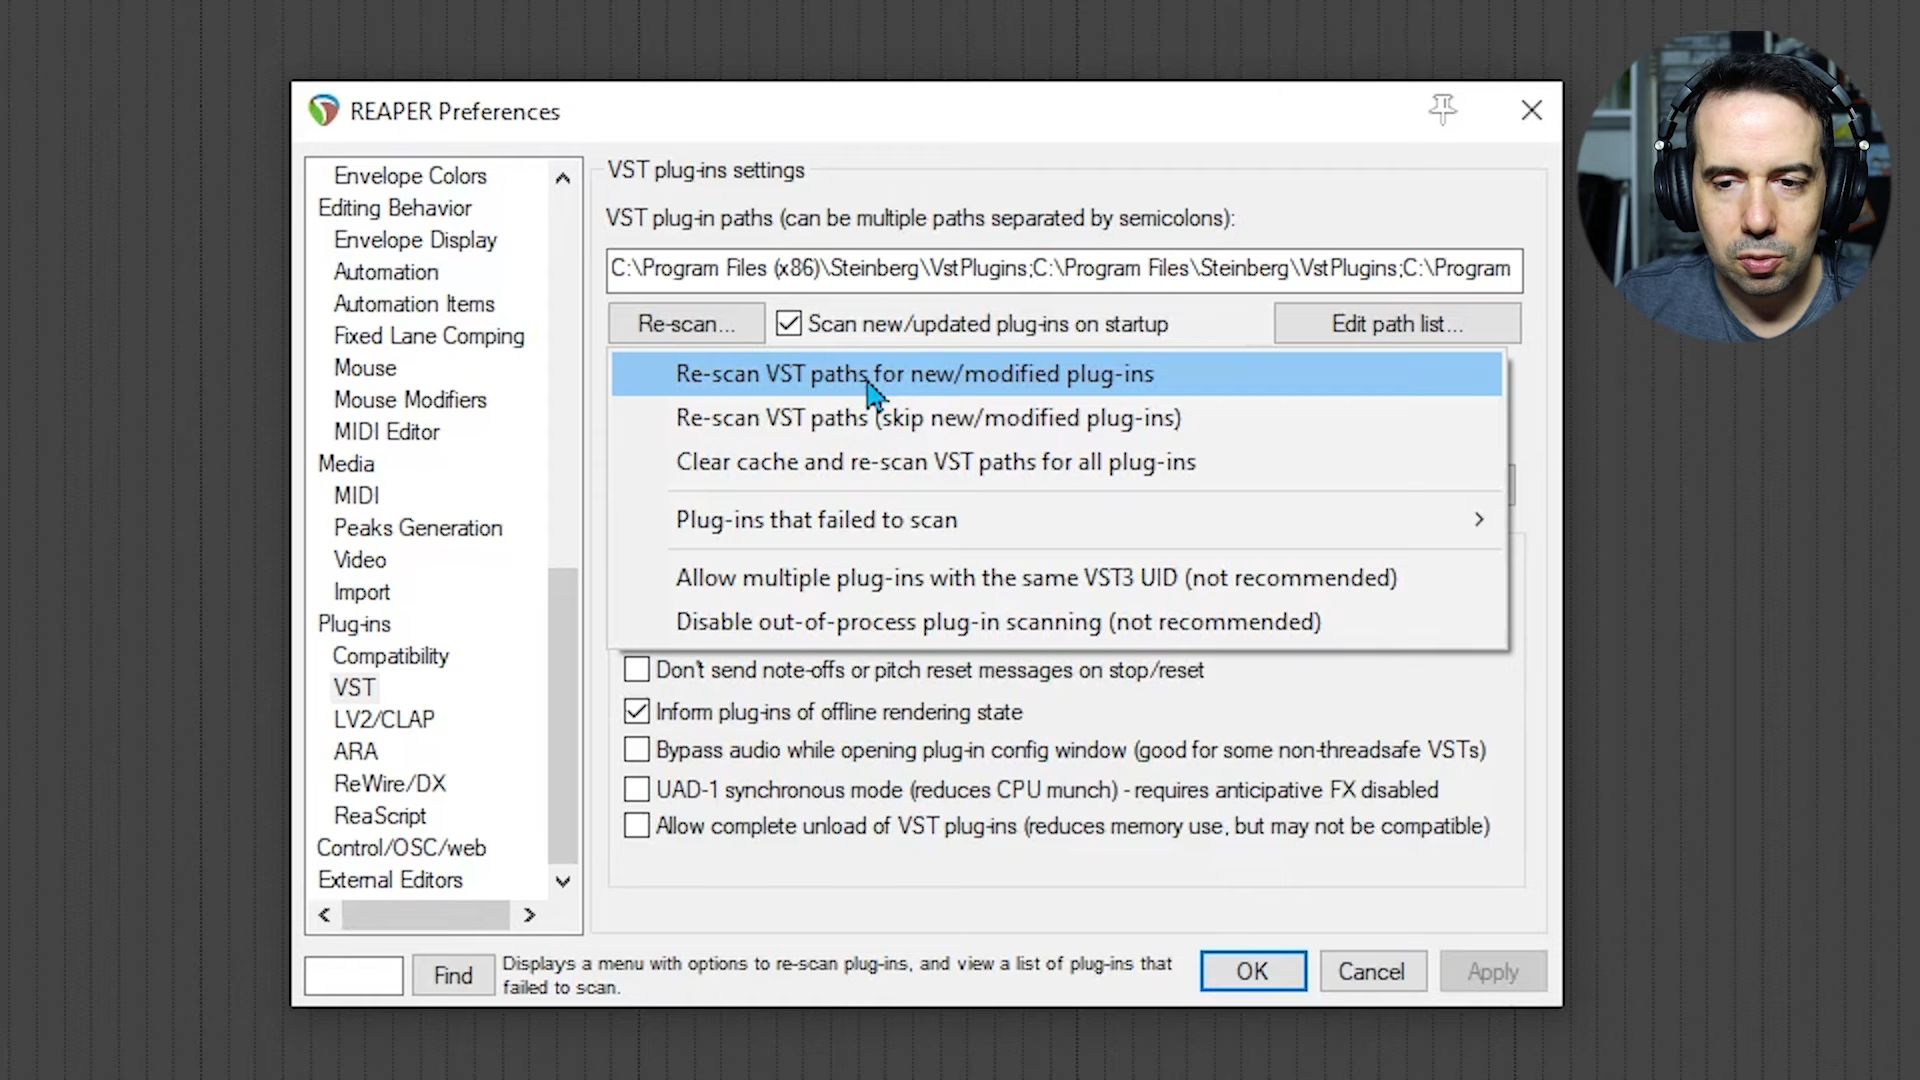 REAPER Preferences
Envelope Colors
Editing Behavior
Envelope Display
Automation
Automation Items
Fixed Lane Comping
Mouse
Mouse Modifiers
MIDI Editor
Media
MIDI
Peaks Generation
Video
Import
Plug-ins
Compatibility
VST
LV2/CLAP
ARA
ReWire/DX
ReaScript
Control/OSC/web
External Editors
VST plug-ins settings
VST plug-in paths (can be multiple paths separated by semicolons):
C:\Program Files (x86)\Steinberg\VstPlugins;C:\Program Files\Steinberg\VstPlugins;C:\Program
Re-scan... Scan new/updated plug-ins on startup Edit path list...
Re-scan VST paths for new/modified plug-ins
Re-scan VST paths (skip new/modified plug-ins)
Clear cache and re-scan VST paths for all plug-ins
Plug-ins that failed to scan
Allow multiple plug-ins with the same VST3 UID (not recommended)
Disable out-of-process plug-in scanning (not recommended)
Don't send note-offs or pitch reset messages on stop/reset
Inform plug-ins of offline rendering state
Bypass audio while opening plug-in config window (good for some non-threadsafe VSTs)
UAD-1 synchronous mode (reduces CPU munch) - requires anticipative FX disabled
Allow complete unload of VST plug-ins (reduces memory use, but may not be compatible)
Find
Displays a menu with options to re-scan plug-ins, and view a list of plug-ins that
failed to scan.
OK Cancel Apply